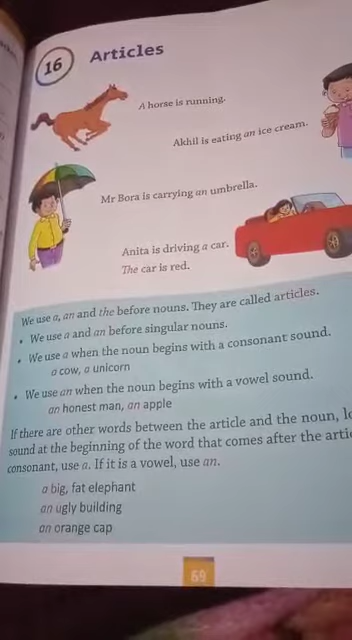 16
Articles
A horse is running.
Akhil is eating an ice cream.
Mr Bora is carrying an umbrella.
Anita is driving a car.
The car is red.
We use a, an and the before nouns. They are called articles.
• We use a and an before singular nouns.
• We use a when the noun begins with a consonant sound.
a cow, a unicorn
• We use an when the noun begins with a vowel sound.
an honest man, an apple
If there are other words between the article and the noun,
sound at the beginning of the word that comes after the
consonant, use a. If it is a vowel, use an.
a big, fat elephant
an ugly building
an orange cap
69